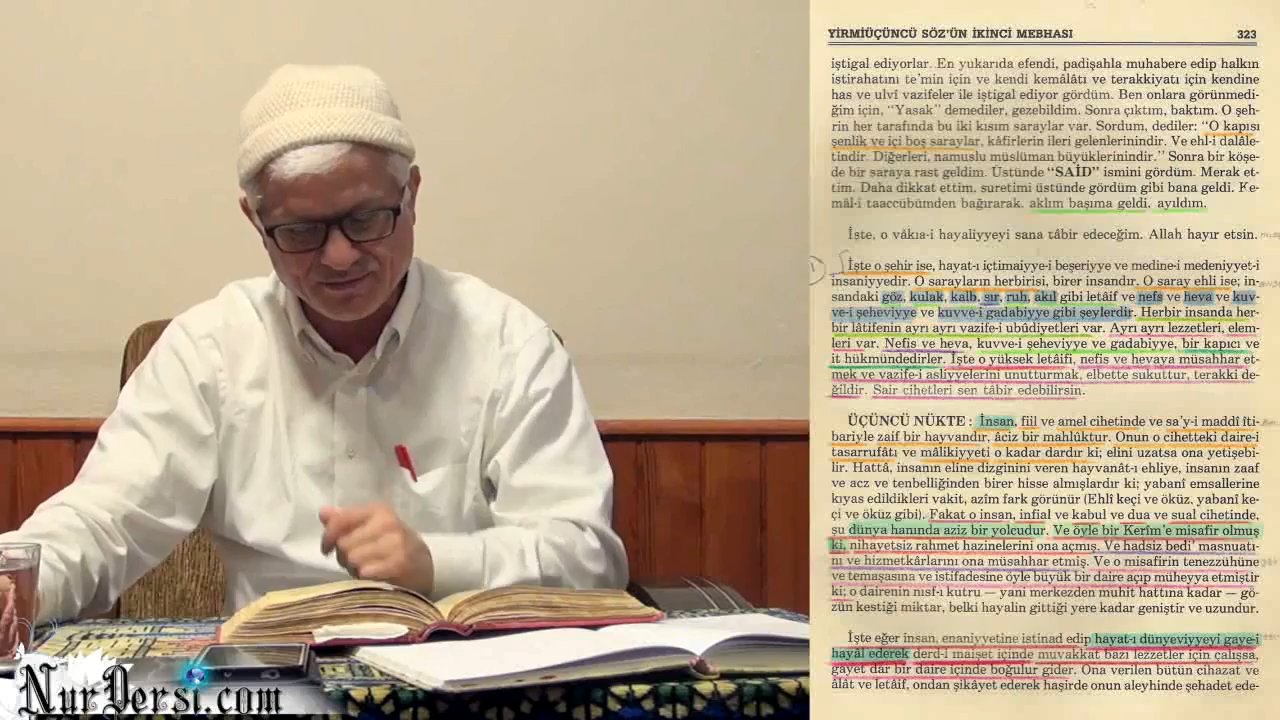 YİRMİÜÇÜNCÜ SÖZ'ÜN İKİNCİ MEBHASI 323
iştigal ediyorlar. En yukarıda efendi, padişahla muhabere edip halkın
istirahatını te'min için ve kendi kemâlâtı ve terakkiyatı için kendine
has ve ulvî vazifeler ile iştigal ediyor gördüm. Ben onlara görünmedi-
ğim için, ''Yasak'' demediler, gezebildim. Sonra çıktım, baktım. O şeh-
rin her tarafında bu iki kısım saraylar var. Sordum, dediler: ''O kapısı
şenlik ve içi boş saraylar, kâfirlerin ileri gelenlerinindir. Ve ehl-i dalâle-
tindir. Diğerleri, namuslu müslüman büyüklerinindir.'' Sonra bir köşe-
de bir saraya rast geldim. Üstünde ''SAİD'' ismini gördüm. Merak et-
tim. Daha dikkat ettim, suretimi üstünde gördüm gibi bana geldi. Ke-
mâl-i taaccübümden bağırarak, aklım başıma geldi, ayıldım.
İşte, o vâkıa-i hayaliyyeyi sana tâbir edeceğim. Allah hayır etsin.
İşte o şehir ise, hayat-ı içtimaiyye-i beşeriyye ve medine-i medeniyyet-i
insaniyyedir. O sarayların herbirisi, birer insandır. O saray ehli ise; in-
sandaki göz, kulak, kalb, sır, ruh, akıl gibi letâif ve nefs ve heva ve kuv-
ve-i şeheviyye ve kuvve-i gadabiyye gibi şeylerdir. Herbir insanda her-
bir lâtifenin ayrı ayrı vazife-i ubûdiyetleri var. Ayrı ayrı lezzetleri, elem-
leri var. Nefis ve heva, kuvve-i şeheviyye ve gadabiyye, bir kapıcı ve
it hükmündedirler. İşte o yüksek letâifi, nefis ve hevaya müsahhar et-
mek ve vazife-i asliyyelerini unutturmak, elbette sukuttur, terakki de-
ğildir. Sair cihetleri sen tâbir edebilirsin.
ÜÇÜNCÜ NÜKTE : İnsan, fiil ve amel cihetinde ve sa'y-i maddî îti-
bariyle zaif bir hayvandır, âciz bir mahlûktur. Onun o cihetteki daire-i
tasarrufatı ve mâlikiyyeti o kadar dardır ki; elini uzatsa ona yetişebi-
lir. Hattâ, insanın eline dizginini veren hayvanât-ı ehliye, insanın zaaf
ve acz ve tenbelliğinden birer hisse almışlardır ki; yabanî emsallerine
kıyas edildikleri vakit, azîm fark görünür (Ehlî keçi ve öküz, yabanî ke-
çi ve öküz gibi). Fakat o insan, infial ve kabul ve dua ve sual cihetinde,
şu dünya hanında aziz bir yolcudur. Ve öyle bir Kerîm'e misafir olmuş
ki, nihayetsiz rahmet hazinelerini ona açmış. Ve hadsiz bedi' masnuatı-
nı ve hizmetkârlarını ona müsahhar etmiş. Ve o misafirin tenezzühüne
ve temaşasına ve istifadesine öyle büyük bir daire açıp müheyya etmiştir
ki; o dairenin nısf-ı kutru — yani merkezden muhit hattına kadar — gö-
zün kestiği miktar, belki hayalin gittiği yere kadar geniştir ve uzundur.
İşte eğer insan, enaniyyetine istinad edip hayat-ı dünyeviyyeyi gaye-i
hayâl ederek derd-i maişet içinde muvakkat bazı lezzetler için çalışsa,
gayet dar bir daire içinde boğulur gider. Ona verilen bütün cihazat ve
âlât ve letâif, ondan şikâyet ederek haşirde onun aleyhinde şehadet ede-
NurDersi.com